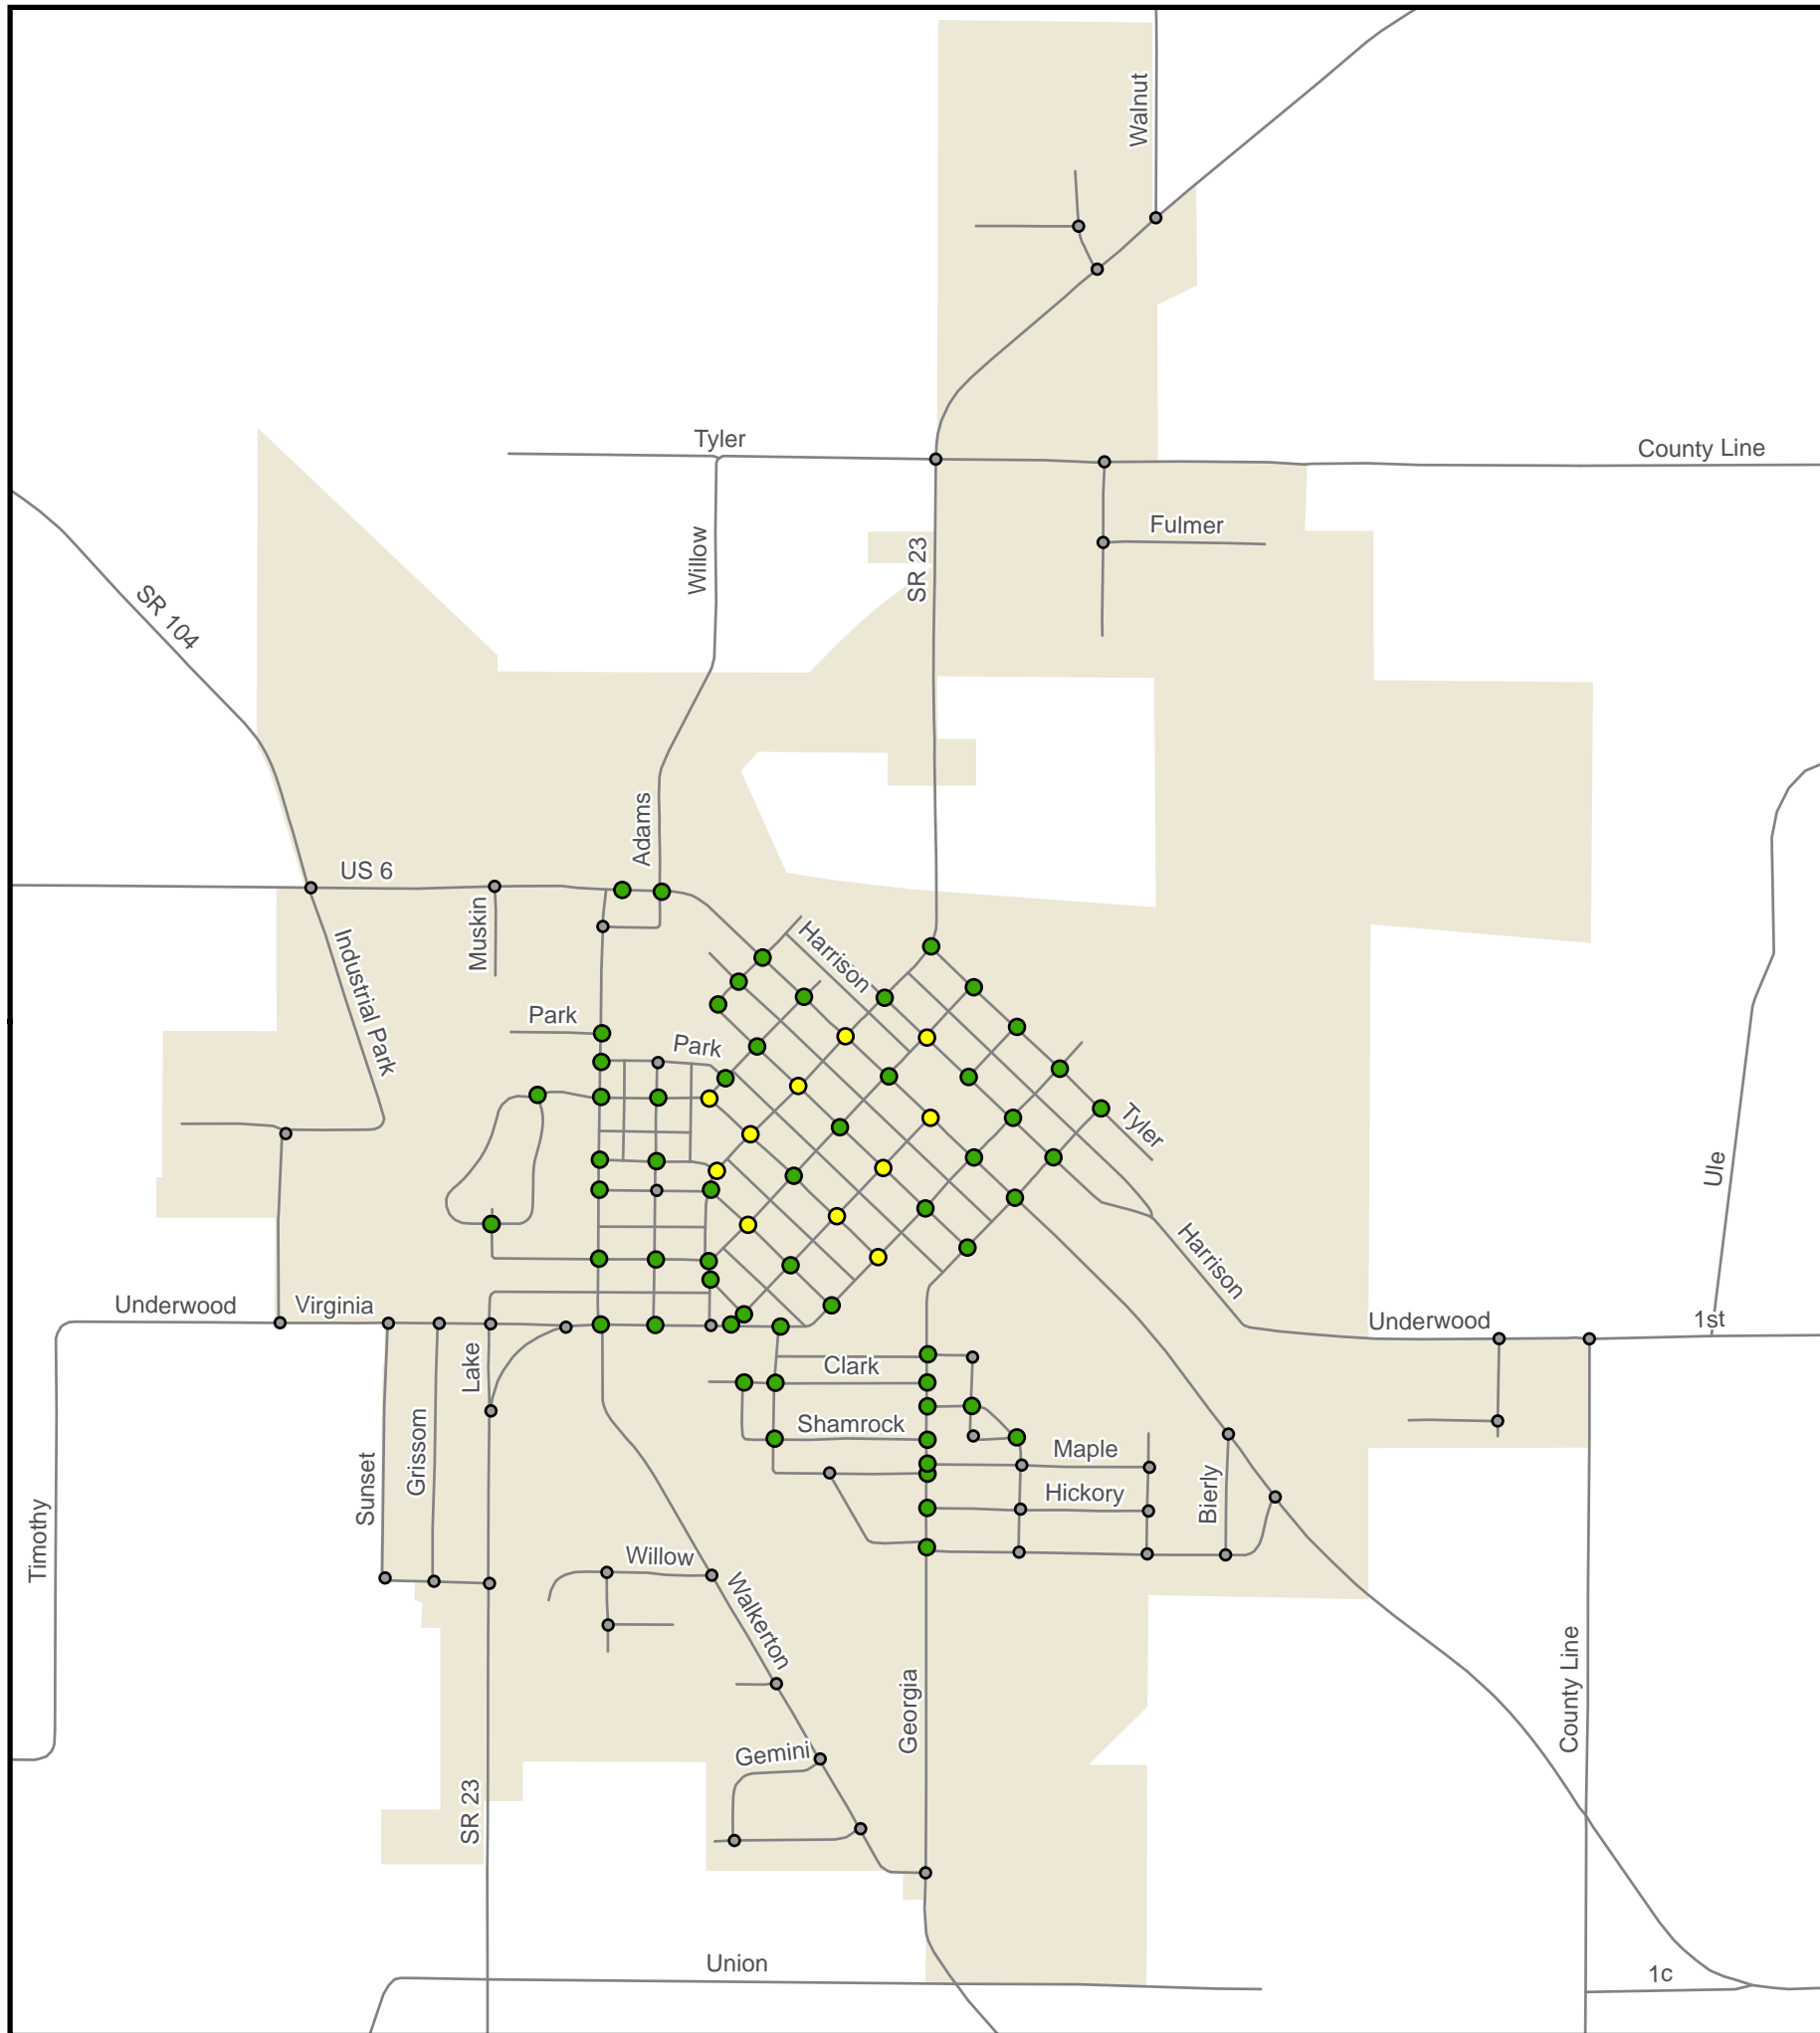 Walnut
Tyler
County Line
Fulmer
Willow
SR 23
SR 104
Adams
US 6
Muskin
Harrison
Industrial Park
Park
Park
Tyler
Ule
Harrison
Underwood
Virginia
Underwood
1st
Lake
Clark
Shamrock
Maple
Grissom
Sunset
Hickory
Bierly
Timothy
Willow
Walkerton
Georgia
County Line
Gemini
SR 23
Union
1c